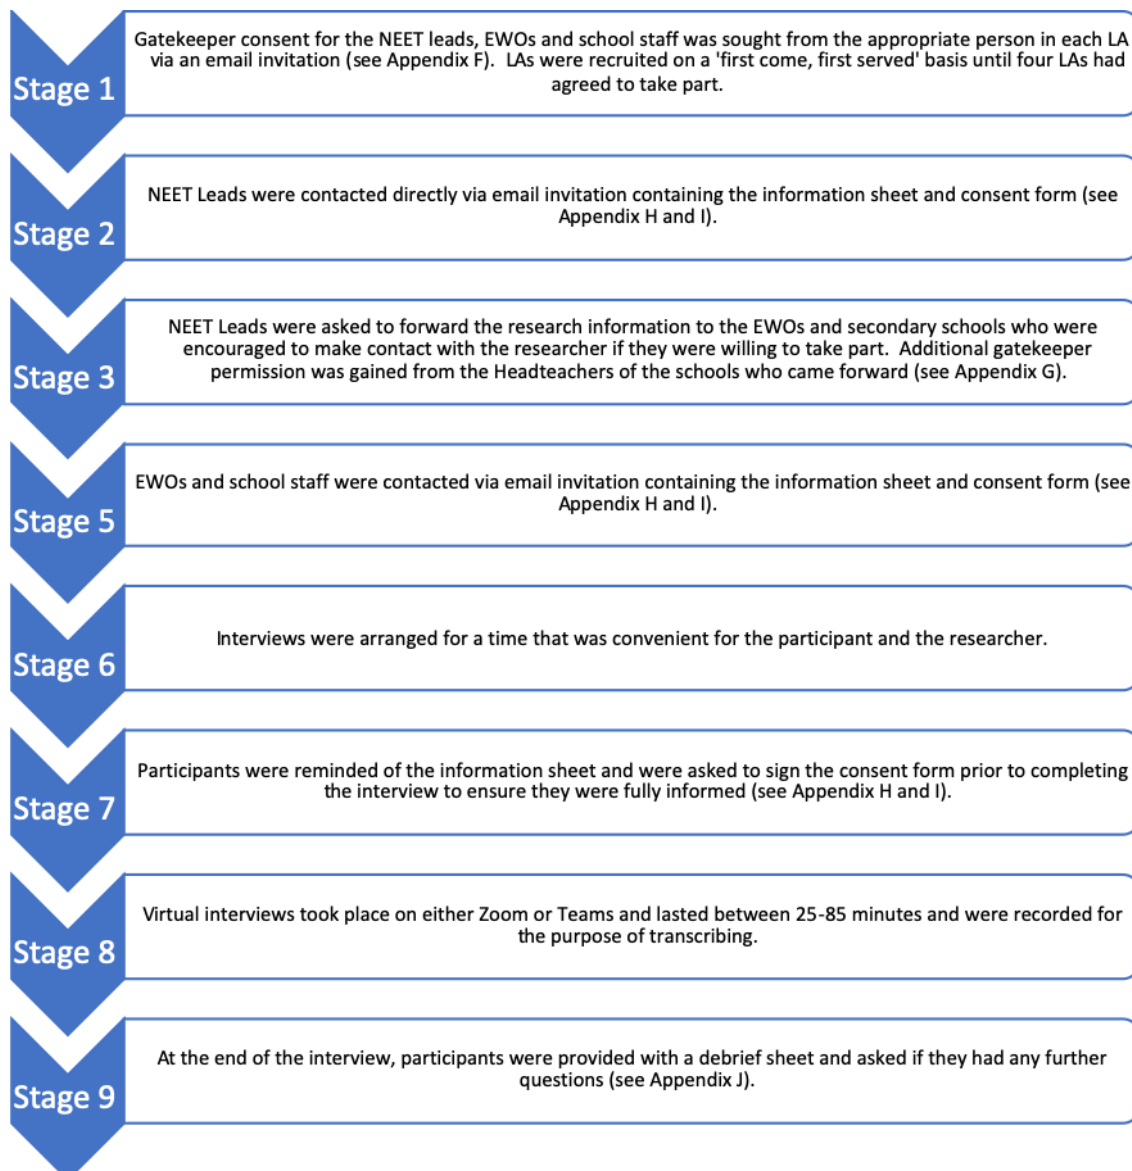 Stage 1
Gatekeeper consent for the NEET leads, EWOs and school staff was sought from the appropriate person in each LA
via an email invitation (see Appendix F).  LAs were recruited on a 'first come, first served' basis until four LAs had
agreed to take part.
Stage 2
NEET Leads were contacted directly via email invitation containing the information sheet and consent form (see
Appendix H and I).
Stage 3
NEET Leads were asked to forward the research information to the EWOs and secondary schools who were
encouraged to make contact with the researcher if they were willing to take part.  Additional gatekeeper
permission was gained from the Headteachers of the schools who came forward (see Appendix G).
Stage 5
EWOs and school staff were contacted via email invitation containing the information sheet and consent form (see
Appendix H and I).
Stage 6
Interviews were arranged for a time that was convenient for the participant and the researcher.
Stage 7
Participants were reminded of the information sheet and were asked to sign the consent form prior to completing
the interview to ensure they were fully informed (see Appendix H and I).
Stage 8
Virtual interviews took place on either Zoom or Teams and lasted between 25-85 minutes and were recorded for
the purpose of transcribing.
Stage 9
At the end of the interview, participants were provided with a debrief sheet and asked if they had any further
questions (see Appendix J).